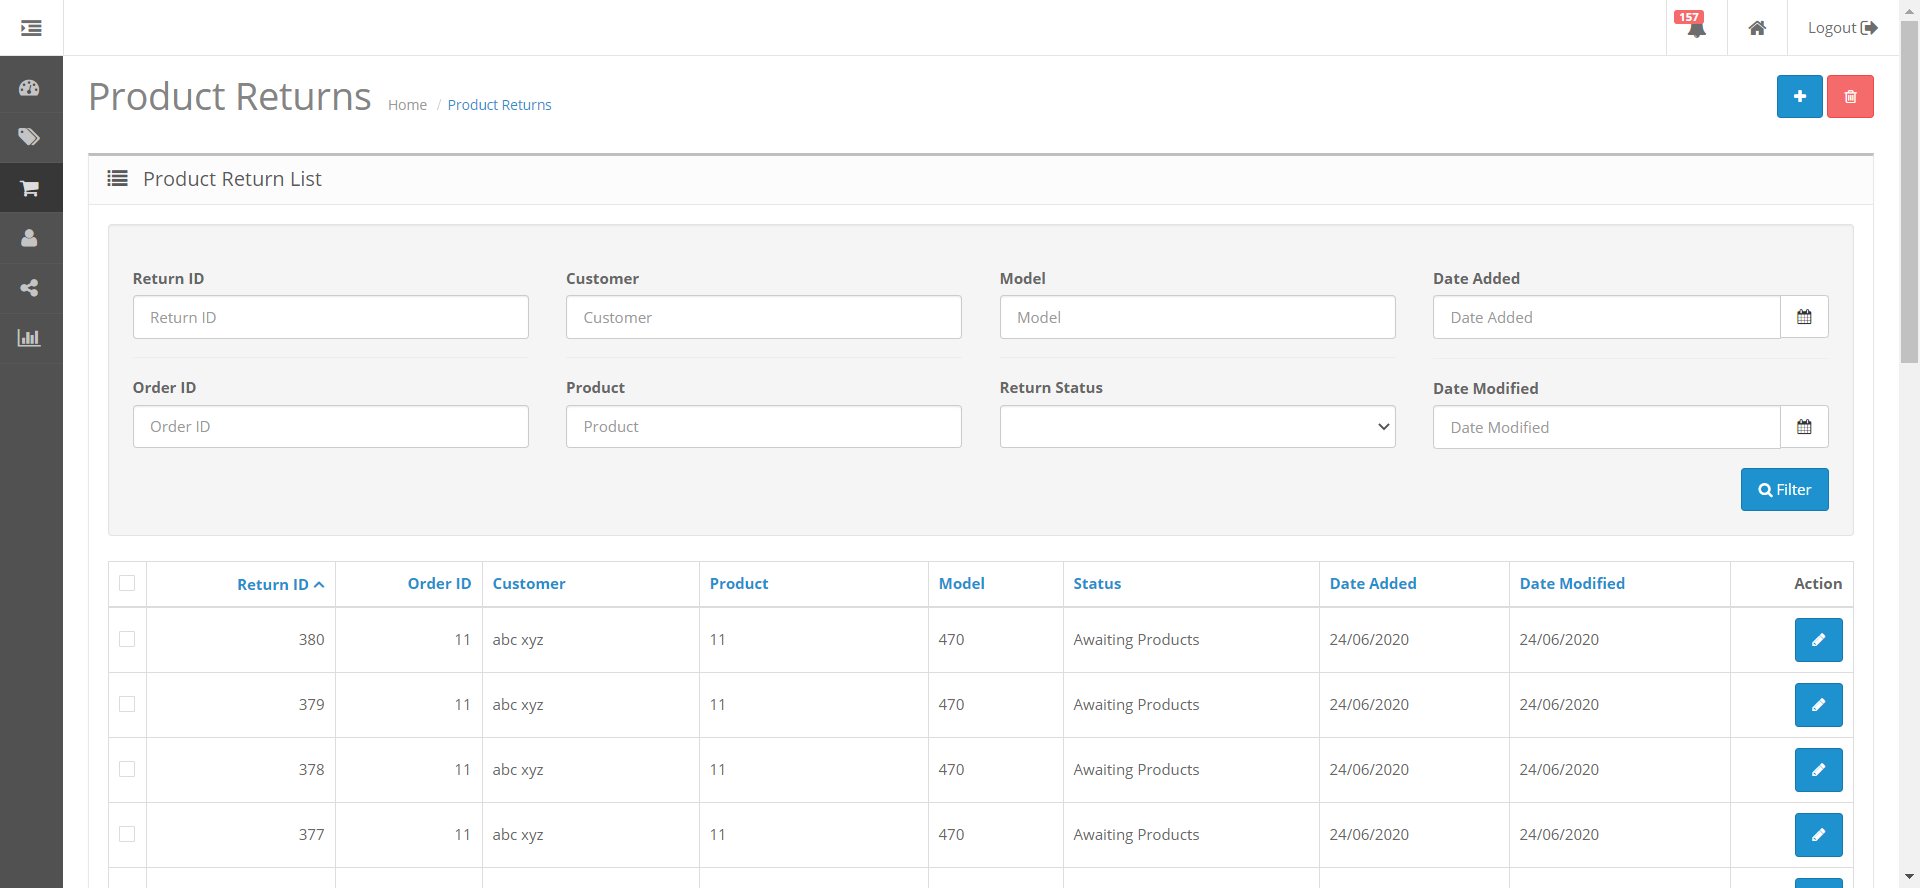 157
Logout
Product Returns
Home / Product Returns
Product Return List
Return ID Customer Model Date Added
Return ID Customer Model Date Added
Order ID Product Return Status Date Modified
Order ID Product Date Modified
Filter
Return ID Order ID Customer Product Model Status Date Added Date Modified Action
380 11 abc xyz 11 470 Awaiting Products 24/06/2020 24/06/2020
379 11 abc xyz 11 470 Awaiting Products 24/06/2020 24/06/2020
378 11 abc xyz 11 470 Awaiting Products 24/06/2020 24/06/2020
377 11 abc xyz 11 470 Awaiting Products 24/06/2020 24/06/2020